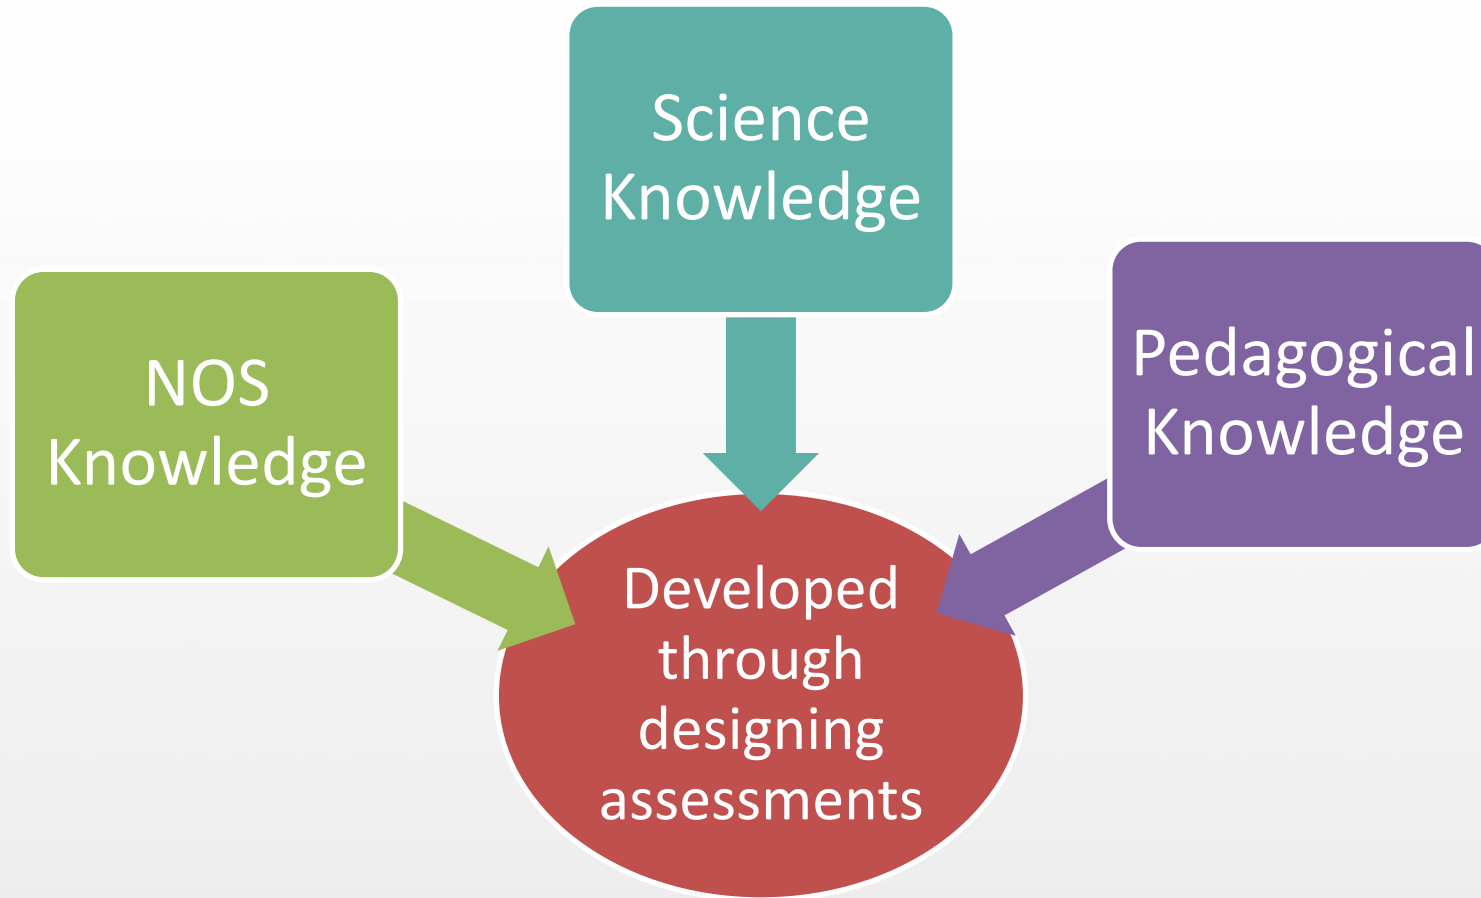 Science
Knowledge
NOS
Knowledge
Pedagogical
Knowledge
Developed
through
designing
assessments